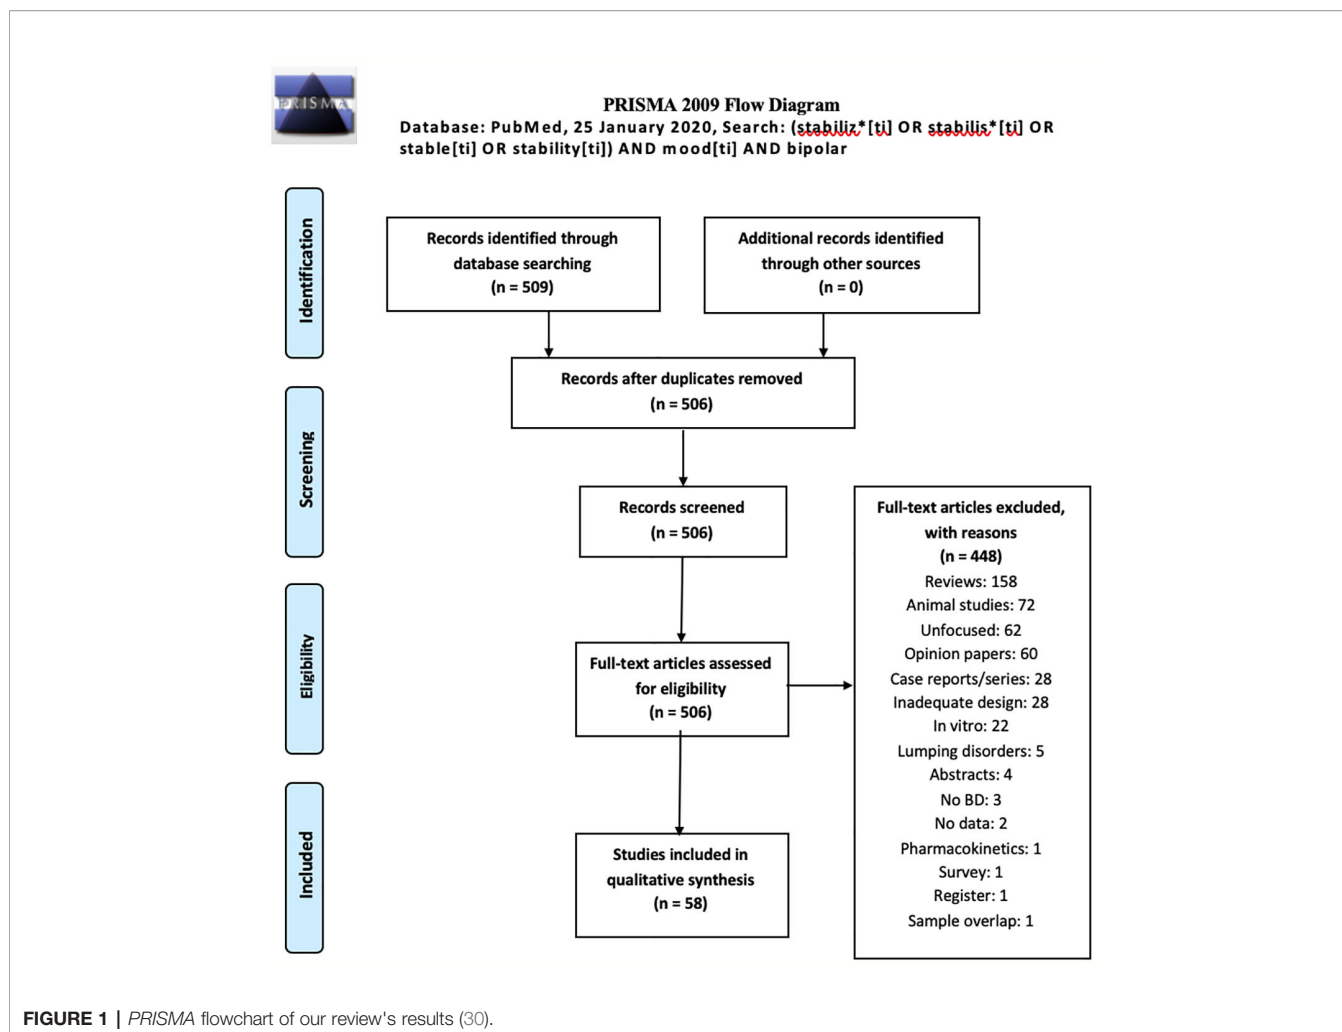 PRISMA
PRISMA 2009 Flow Diagram
Database: PubMed, 25 January 2020, Search: (stabiliz*[ti] OR stabilis*[ti] OR
stable[ti] OR stability[ti]) AND mood[ti] AND bipolar
Identification
Records identified through
database searching
(n = 509)
Additional records identified
through other sources
(n = 0)
Records after duplicates removed
(n = 506)
Screening
Records screened
(n = 506)
Eligibility
Full-text articles assessed
for eligibility
(n = 506)
Full-text articles excluded,
with reasons
(n = 448)
Reviews: 158
Animal studies: 72
Unfocused: 62
Opinion papers: 60
Case reports/series: 28
Inadequate design: 28
In vitro: 22
Lumping disorders: 5
Abstracts: 4
No BD: 3
No data: 2
Pharmacokinetics: 1
Survey: 1
Register: 1
Sample overlap: 1
Included
Studies included in
qualitative synthesis
(n = 58)
FIGURE 1 | PRISMA flowchart of our review's results (30).